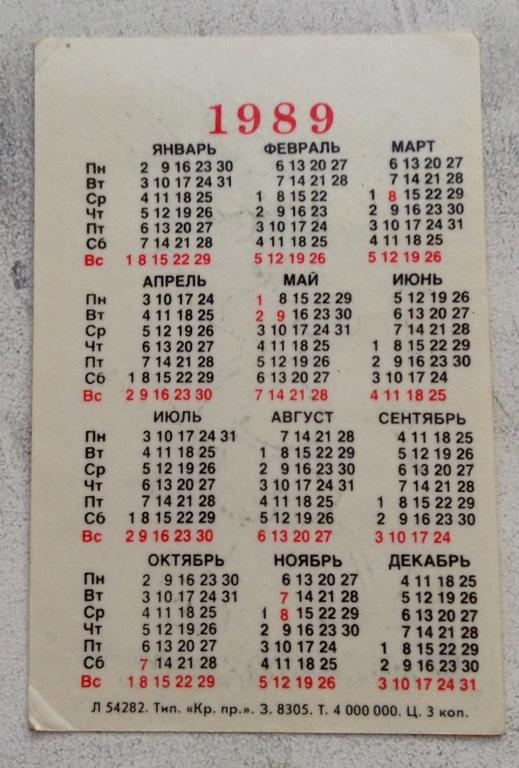 1989
ЯНВАРЬ ФЕВРАЛЬ МАРТ
Пн 2 9 16 23 30 6 13 20 27 6 13 20 27
Вт 3 10 17 24 31 7 14 21 28 7 14 21 28
Ср 4 11 18 25 1 8 15 22 1 8 15 22 29
Чт 5 12 19 26 2 9 16 23 2 9 16 23 30
Пт 6 13 20 27 3 10 17 24 3 10 17 24 31
Сб 7 14 21 28 4 11 18 25 4 11 18 25
Вс 1 8 15 22 29 5 12 19 26 5 12 19 26
АПРЕЛЬ МАЙ ИЮНЬ
Пн 3 10 17 24 1 8 15 22 29 5 12 19 26
Вт 4 11 18 25 2 9 16 23 30 6 13 20 27
Ср 5 12 19 26 3 10 17 24 31 7 14 21 28
Чт 6 13 20 27 4 11 18 25 1 8 15 22 29
Пт 7 14 21 28 5 12 19 26 2 9 16 23 30
Сб 1 8 15 22 29 6 13 20 27 3 10 17 24
Вс 2 9 16 23 30 7 14 21 28 4 11 18 25
ИЮЛЬ АВГУСТ СЕНТЯБРЬ
Пн 3 10 17 24 31 7 14 21 28 4 11 18 25
Вт 4 11 18 25 1 8 15 22 29 5 12 19 26
Ср 5 12 19 26 2 9 16 23 30 6 13 20 27
Чт 6 13 20 27 3 10 17 24 31 7 14 21 28
Пт 7 14 21 28 4 11 18 25 1 8 15 22 29
Сб 1 8 15 22 29 5 12 19 26 2 9 16 23 30
Вс 2 9 16 23 30 6 13 20 27 3 10 17 24
ОКТЯБРЬ НОЯБРЬ ДЕКАБРЬ
Пн 2 9 16 23 30 6 13 20 27 4 11 18 25
Вт 3 10 17 24 31 7 14 21 28 5 12 19 26
Ср 4 11 18 25 1 8 15 22 29 6 13 20 27
Чт 5 12 19 26 2 9 16 23 30 7 14 21 28
Пт 6 13 20 27 3 10 17 24 1 8 15 22 29
Сб 7 14 21 28 4 11 18 25 2 9 16 23 30
Вс 1 8 15 22 29 5 12 19 26 3 10 17 24 31
Л 54282. Тип. «Кр. пр.». З. 8305. Т. 4 000 000. Ц. 3 коп.